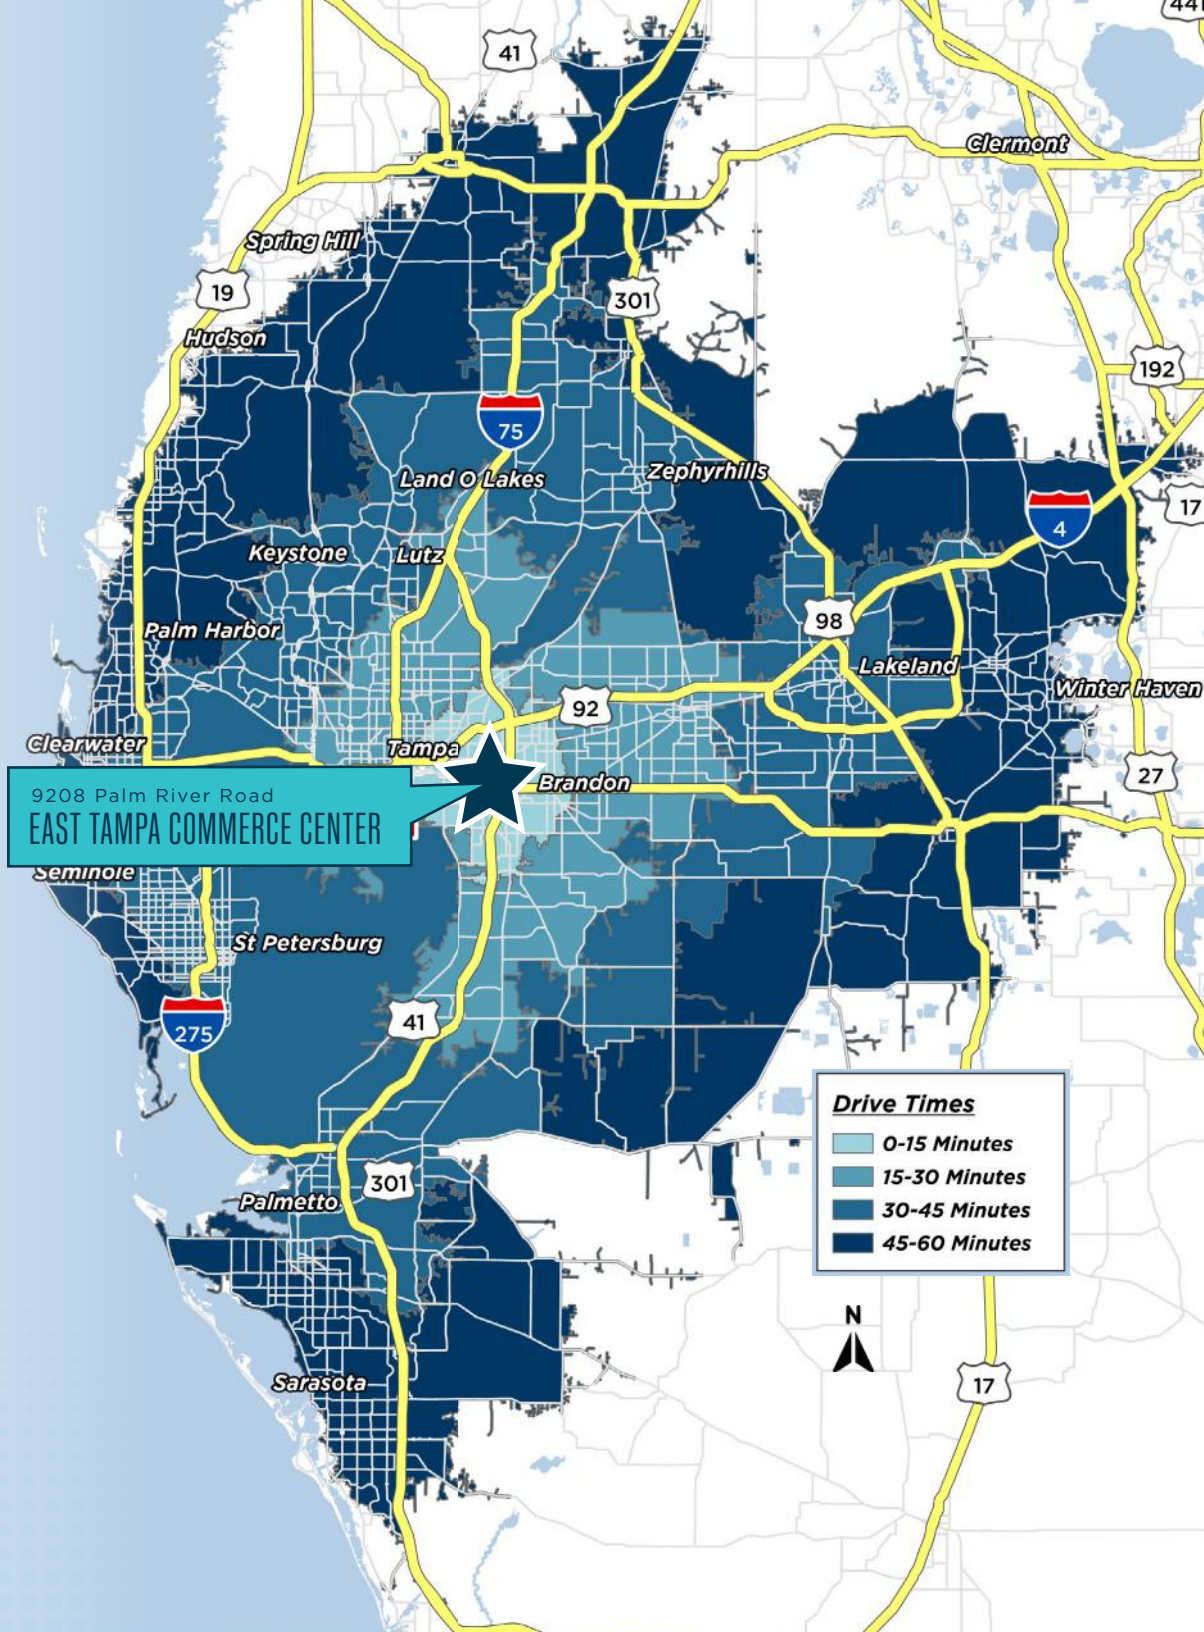 441
41
Clermont
Spring Hill
19
301
Hudson
192
75
Land O Lakes
Zephyrhills
17
4
Keystone
Lutz
98
Palm Harbor
Lakeland
Winter Haven
92
Clearwater
Tampa
27
Brandon
9208 Palm River Road
EAST TAMPA COMMERCE CENTER
Seminole
St Petersburg
41
275
Drive Times
0-15 Minutes
15-30 Minutes
30-45 Minutes
45-60 Minutes
301
Palmetto
N
Sarasota
17